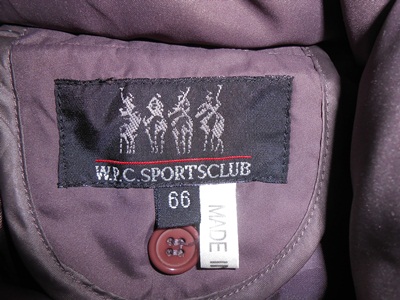 W.P.C. SPORTSCLUB
66
MADE IN